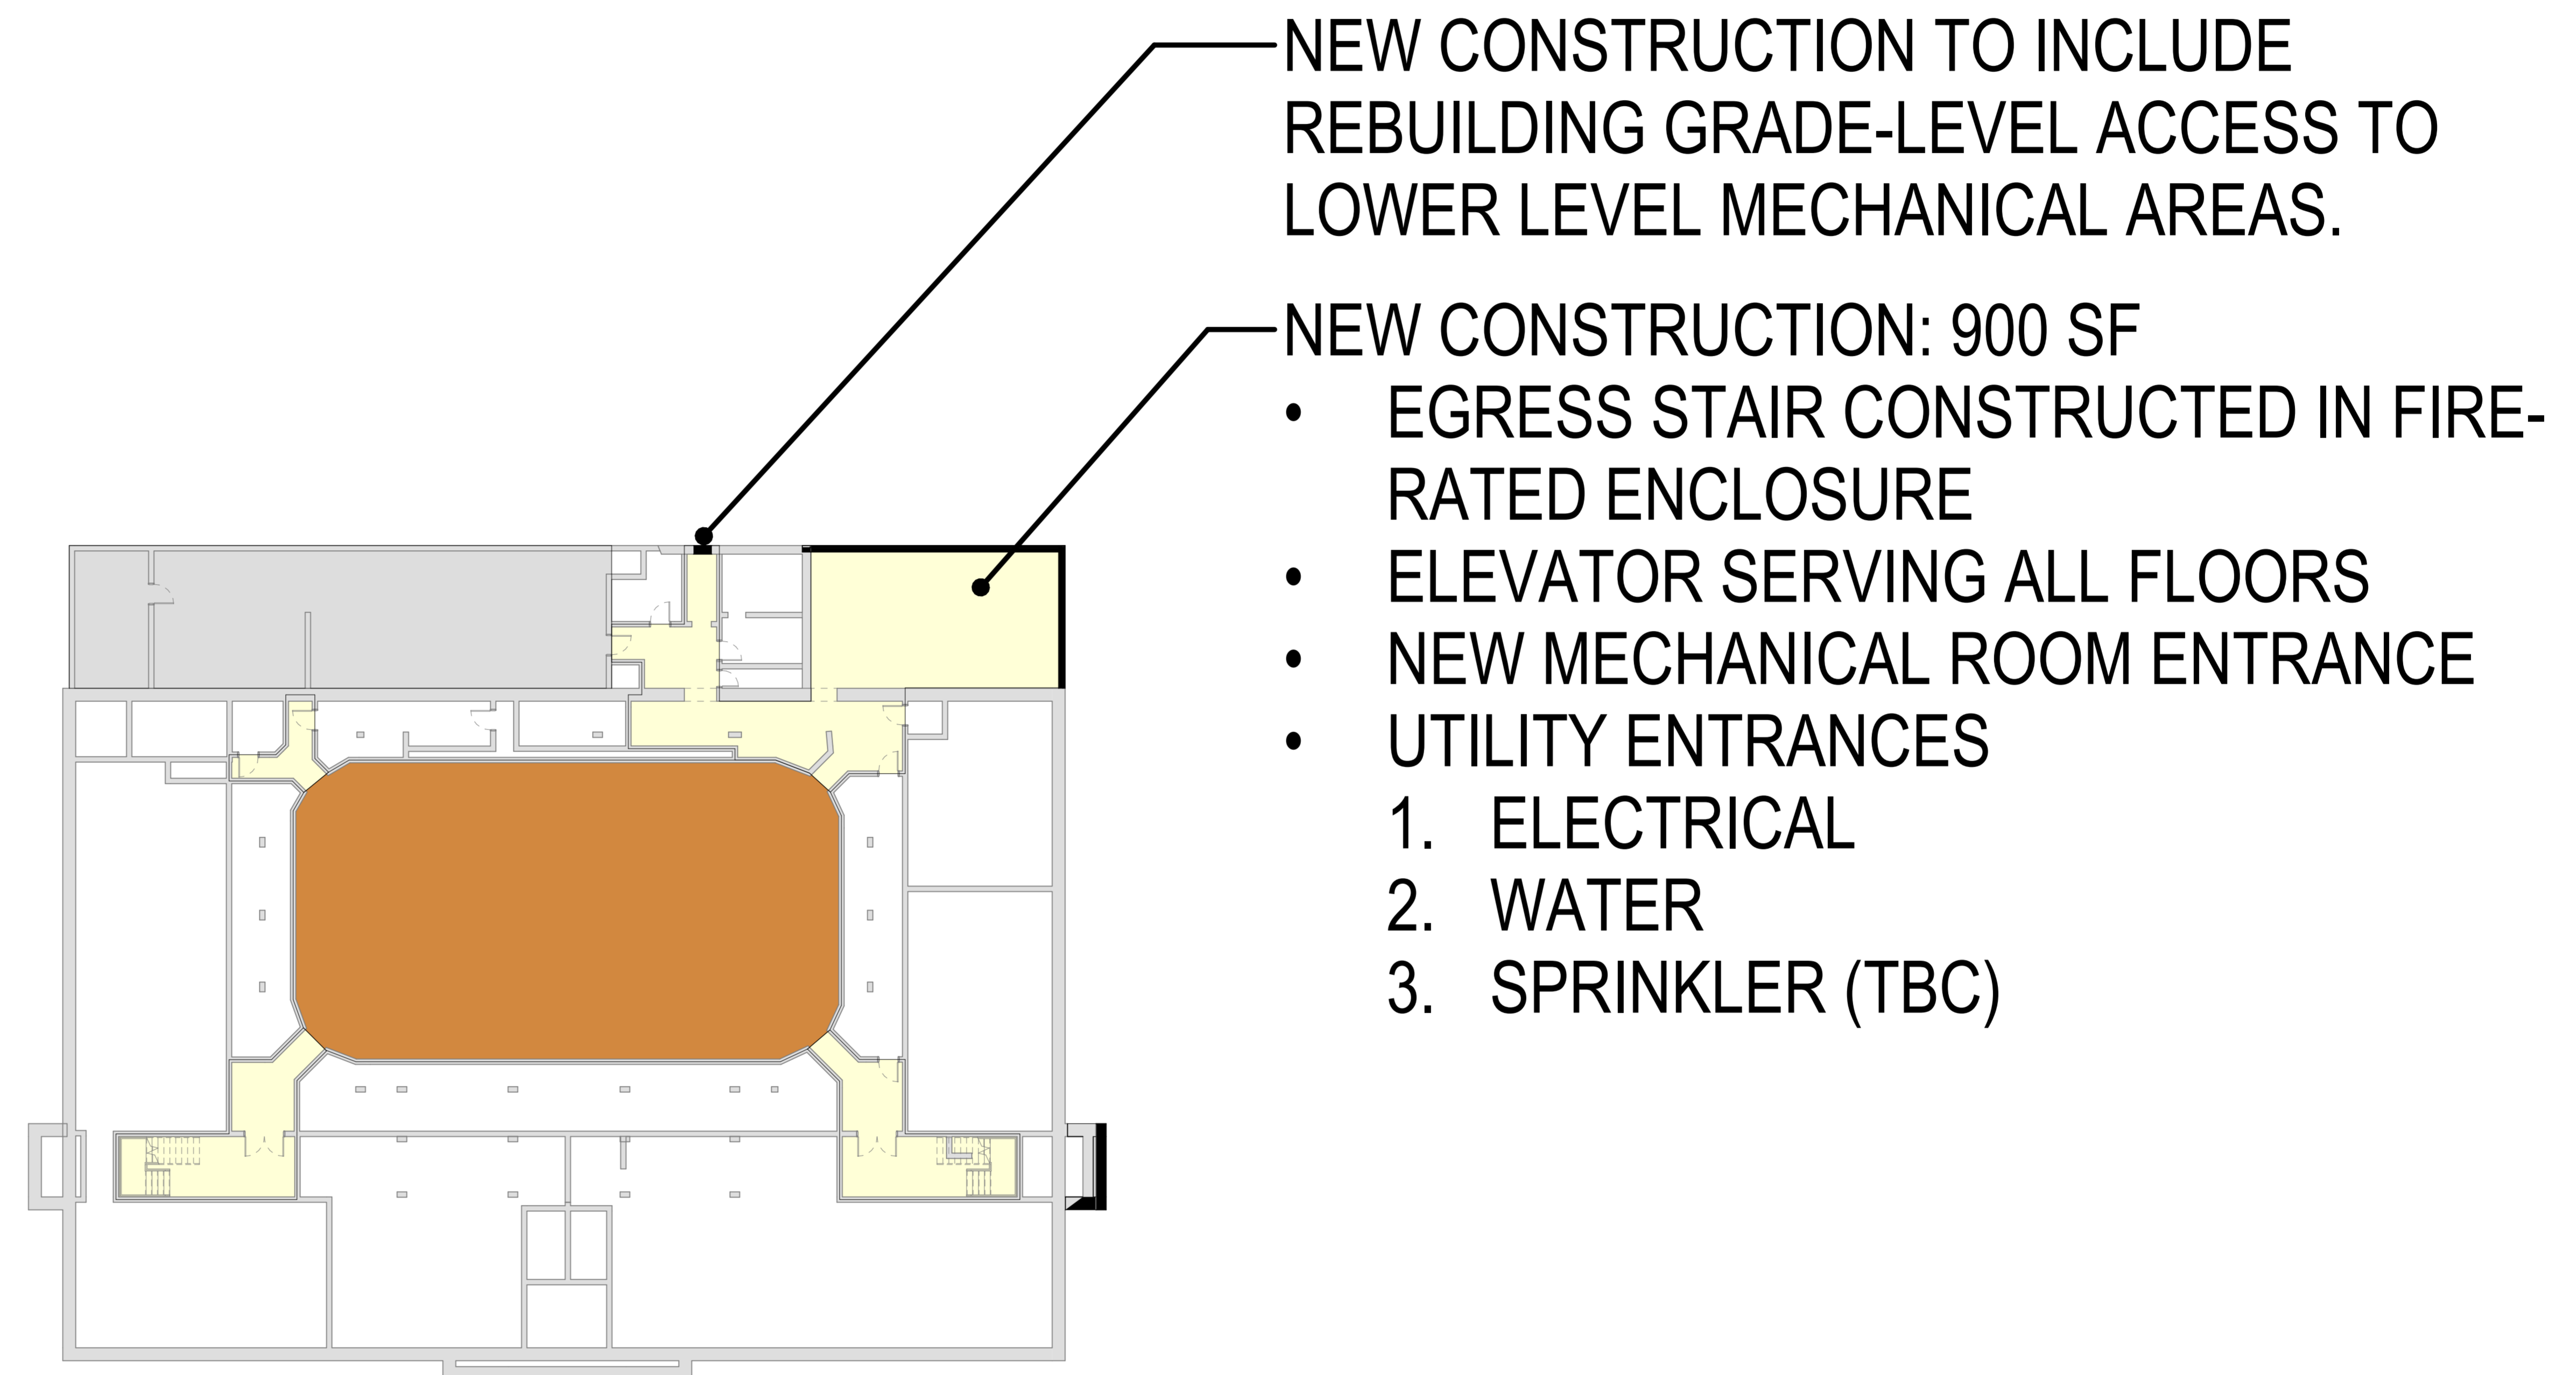 NEW CONSTRUCTION TO INCLUDE
REBUILDING GRADE-LEVEL ACCESS TO
LOWER LEVEL MECHANICAL AREAS.
NEW CONSTRUCTION: 900 SF
• EGRESS STAIR CONSTRUCTED IN FIRE-
RATED ENCLOSURE
• ELEVATOR SERVING ALL FLOORS
• NEW MECHANICAL ROOM ENTRANCE
• UTILITY ENTRANCES
1. ELECTRICAL
2. WATER
3. SPRINKLER (TBC)